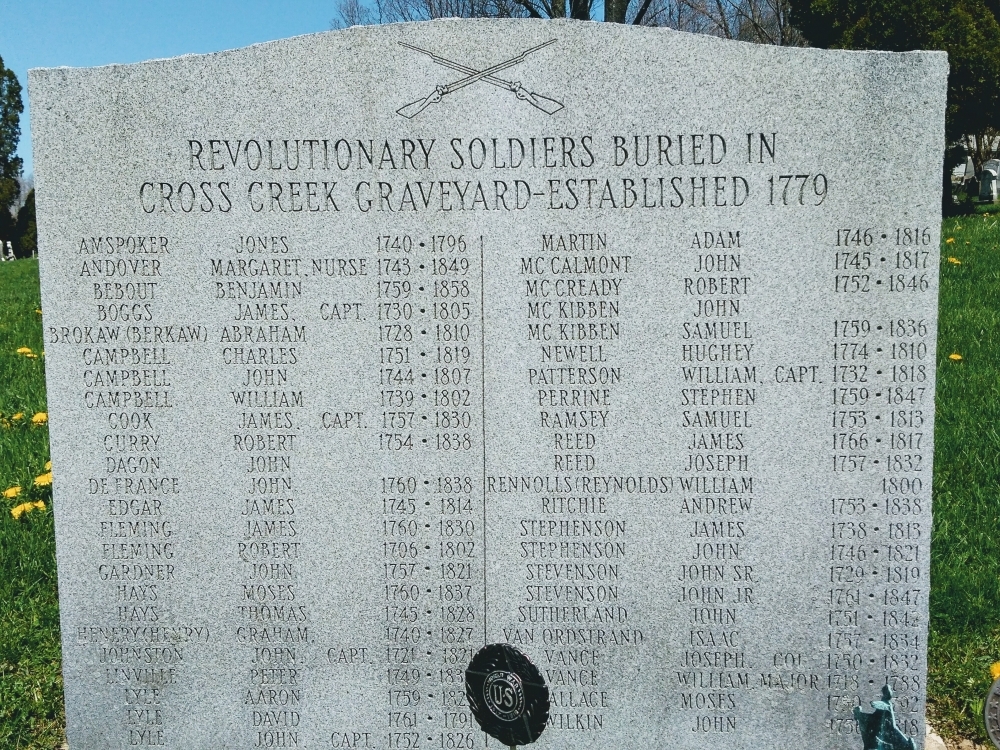 REVOLUTIONARY SOLDIERS BURIED IN
CROSS CREEK GRAVEYARD-ESTABLISHED 1779
AMSPOKER JONES 1740 • 1796
ANDOVER MARGARET, NURSE 1743 • 1849
BEBOUT BENJAMIN 1759 • 1858
BOGGS JAMES, CAPT. 1730 • 1805
BROKAW (BERKAW) ABRAHAM 1728 • 1810
CAMPBELL CHARLES 1751 • 1819
CAMPBELL JOHN 1744 • 1807
CAMPBELL WILLIAM 1739 • 1802
COOK JAMES, CAPT. 1757 • 1830
CURRY ROBERT 1754 • 1838
DAGON JOHN
DE FRANCE JOHN 1760 • 1838
EDGAR JAMES 1745 • 1814
FLEMING JAMES 1760 • 1830
FLEMING ROBERT 1706 • 1802
GARDNER JOHN 1757 • 1821
HAYS MOSES 1760 • 1837
HAYS THOMAS 1745 • 1828
HENERY (HENRY) GRAHAM 1740 • 1827
JOHNSTON JOHN, CAPT. 1721 •
LINVILLE PETER 1749 •
LYLE AARON 1759 •
LYLE DAVID 1761 •
LYLE JOHN, CAPT. 1752 • 1826
MARTIN ADAM 1746 • 1816
MC CALMONT JOHN 1745 • 1817
MC CREADY ROBERT 1752 • 1846
MC KIBBEN JOHN
MC KIBBEN SAMUEL 1759 • 1836
NEWELL HUGHEY 1774 • 1810
PATTERSON WILLIAM, CAPT. 1732 • 1818
PERRINE STEPHEN 1759 • 1847
RAMSEY SAMUEL 1753 • 1813
REED JAMES 1766 • 1817
REED JOSEPH 1757 • 1832
RENNOLLS (REYNOLDS) WILLIAM 1800
RITCHIE ANDREW 1753 • 1838
STEPHENSON JAMES 1738 • 1813
STEPHENSON JOHN 1746 • 1821
STEVENSON JOHN SR. 1729 • 1819
STEVENSON JOHN JR. 1761 • 1847
SUTHERLAND JOHN 1751 •
VAN ORDSTRAND ISAAC 1757 • 1834
VANCE JOSEPH, COL. 1750 • 1832
VANCE WILLIAM, MAJOR 1718 • 1788
MOSES
WILKIN JOHN
US